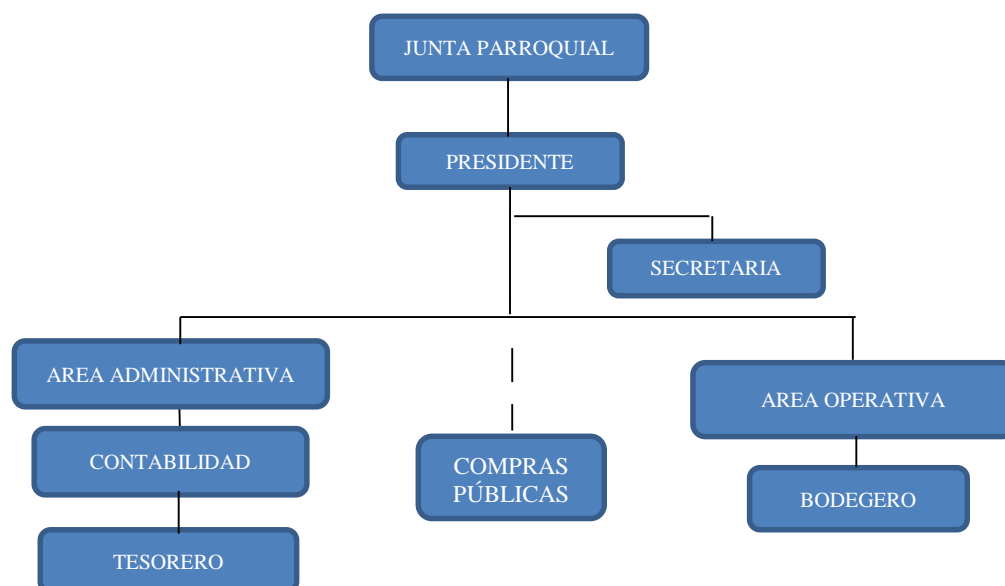 JUNTA PARROQUIAL
PRESIDENTE
SECRETARIA
AREA ADMINISTRATIVA
AREA OPERATIVA
CONTABILIDAD
COMPRAS
PÚBLICAS
BODEGERO
TESORERO